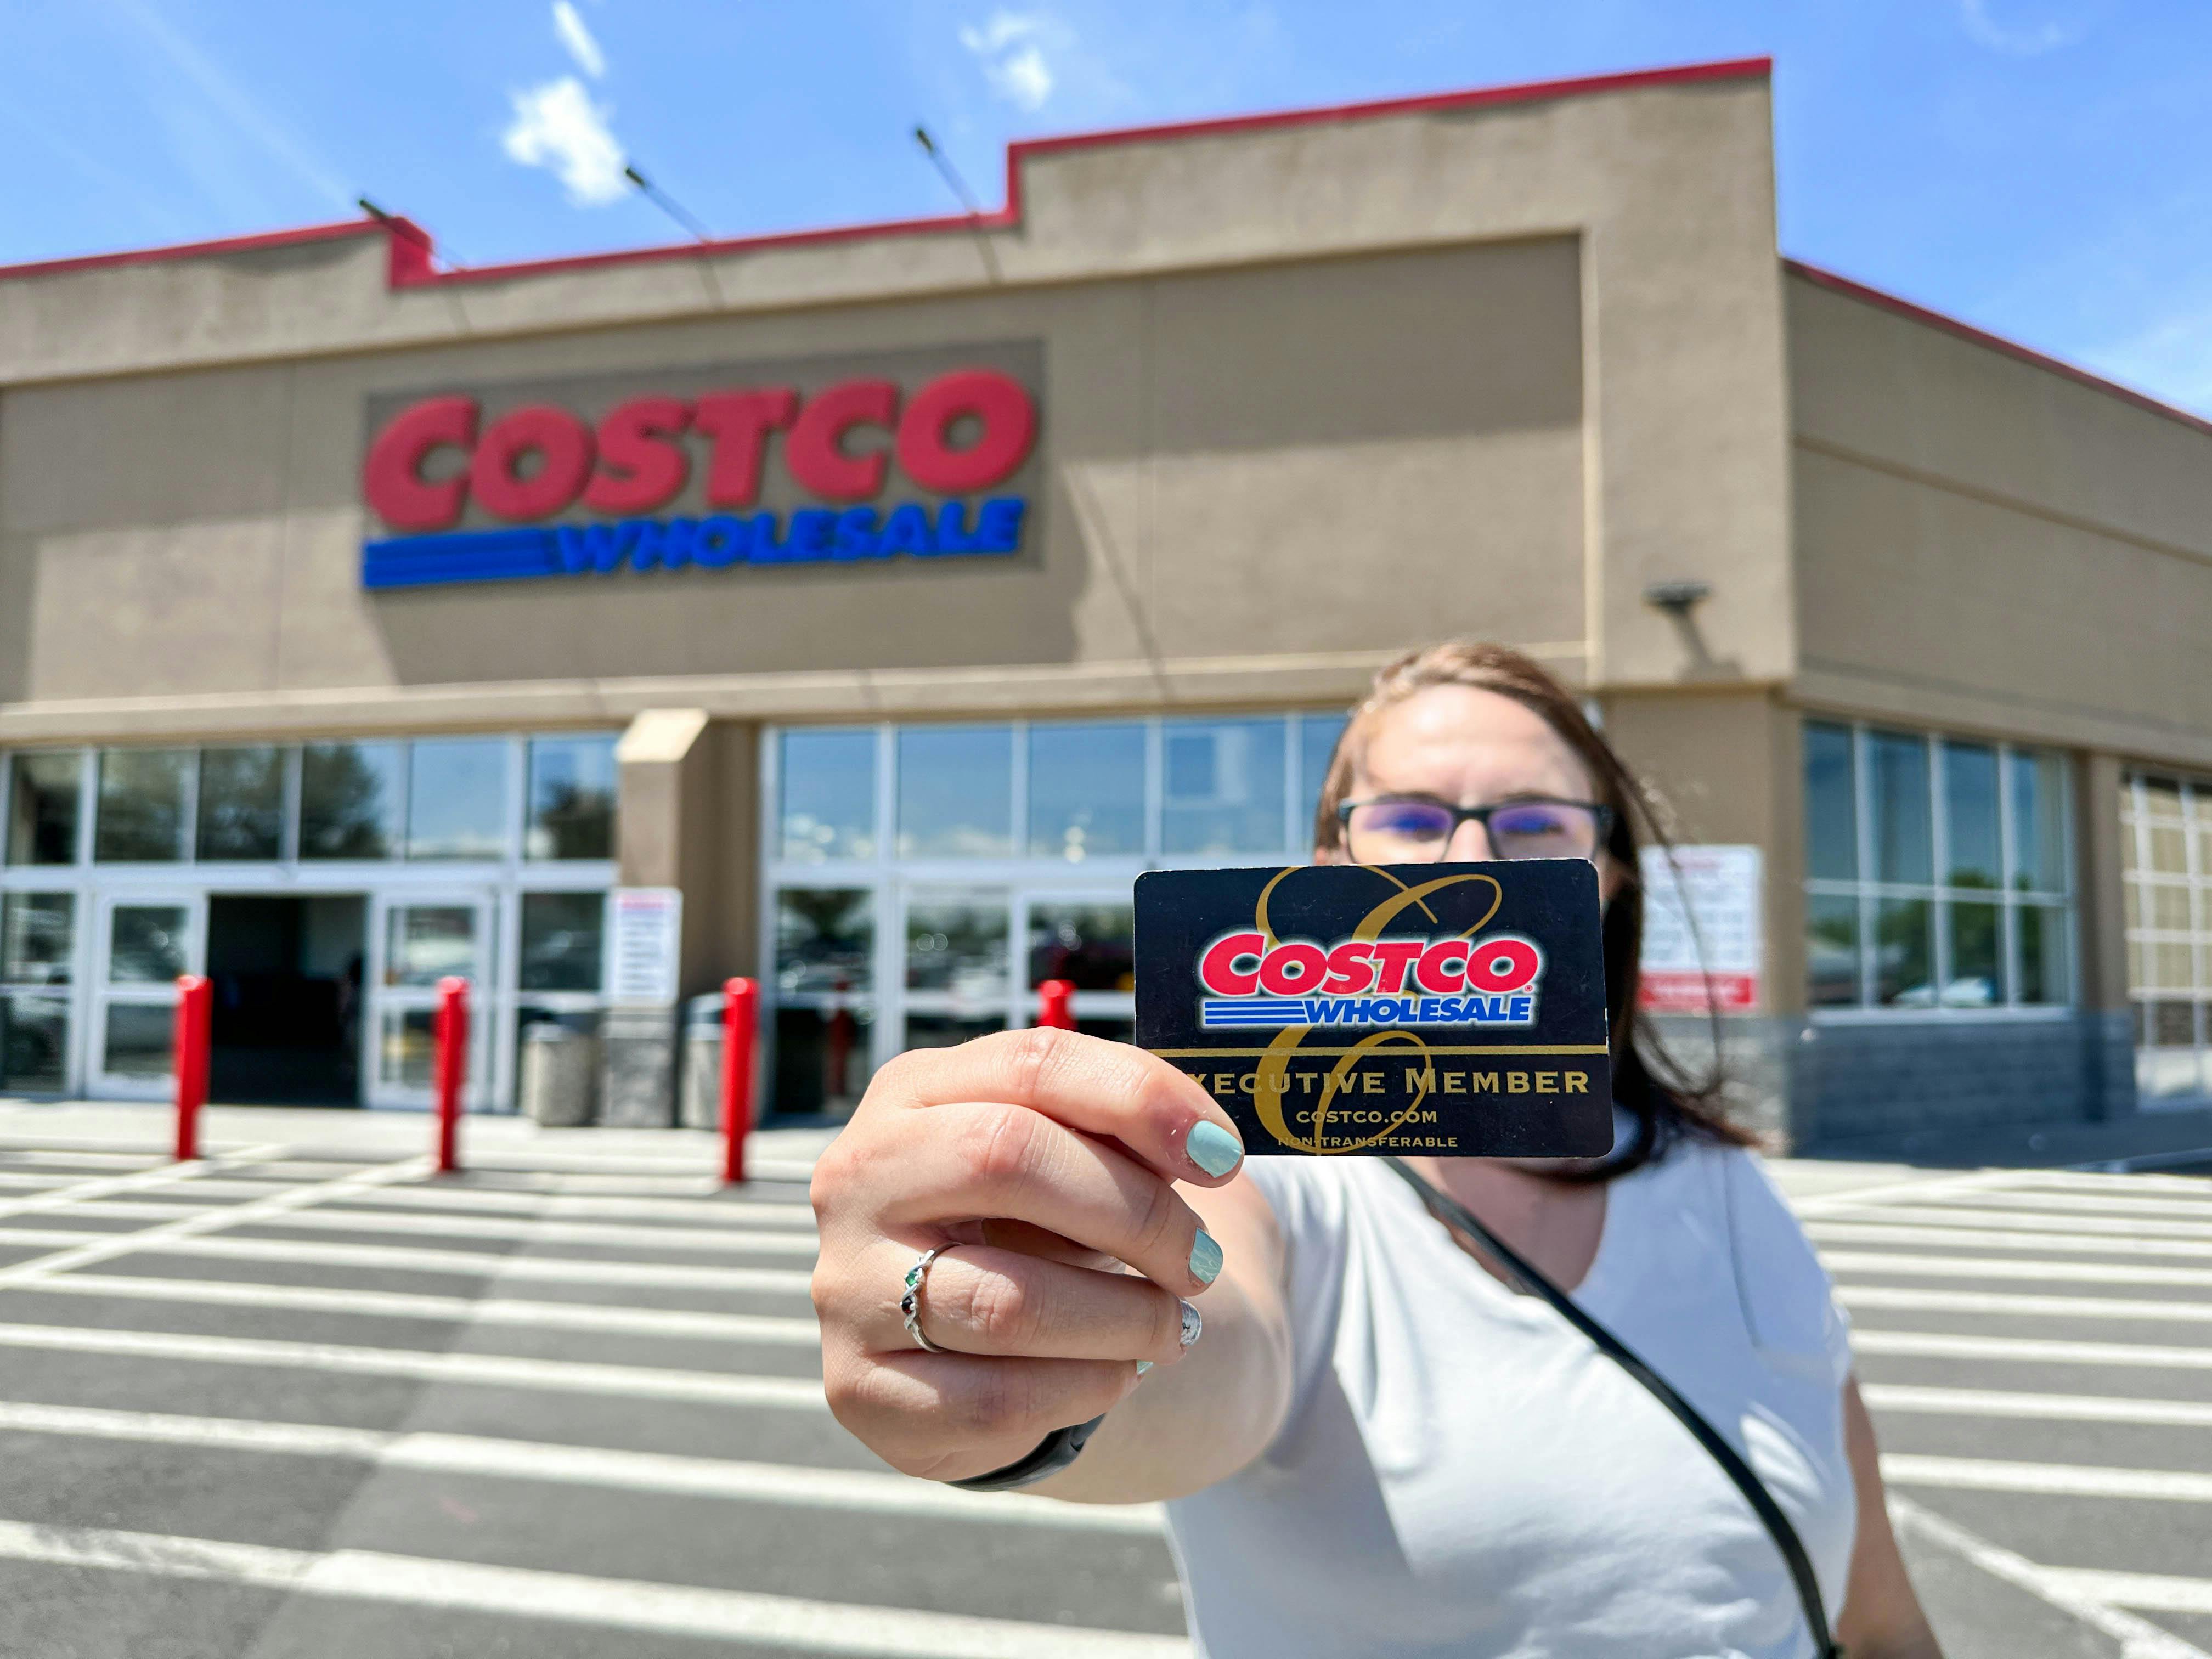 COSTCO
WHOLESALE
COSTCO
WHOLESALE
XECUTIVE MEMBER
COSTCO.COM
NON-TRANSFERABLE